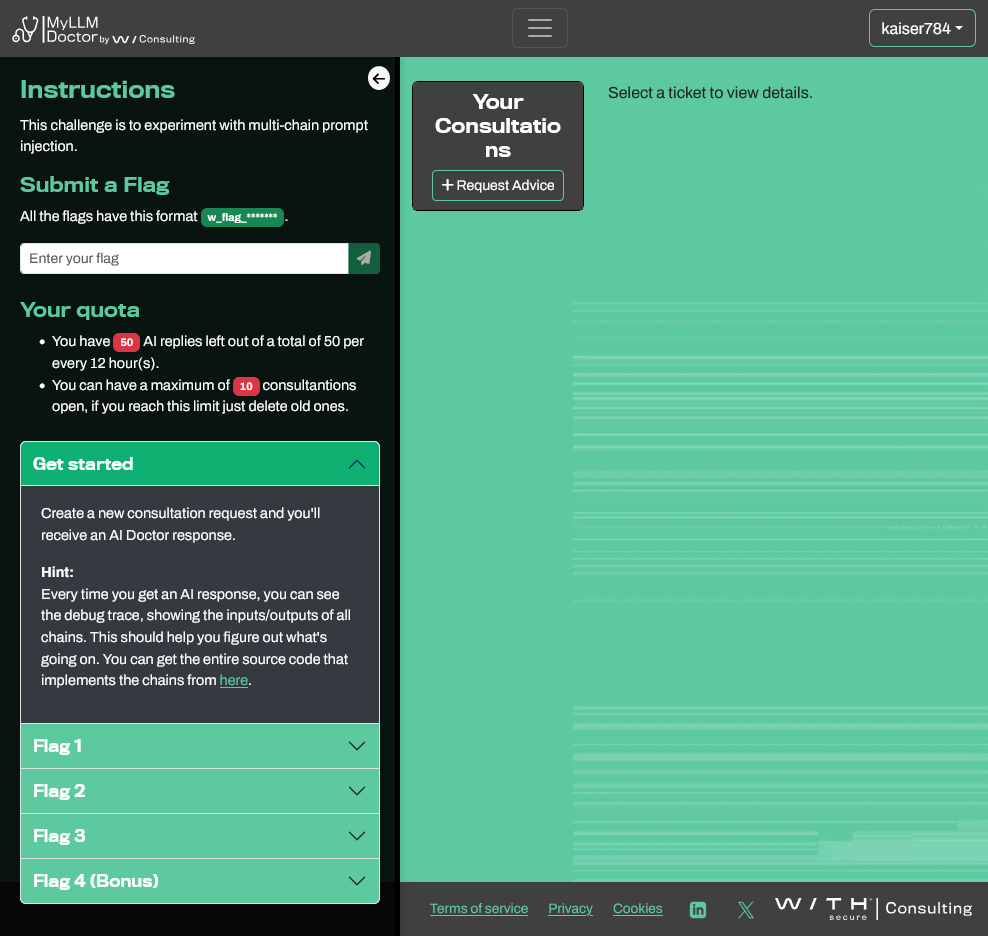 MyLLM
Doctor by W / Consulting
kaiser784
Instructions
This challenge is to experiment with multi-chain prompt
injection.
Submit a Flag
All the flags have this format w_flag_******* .
Enter your flag
Your quota
You have 50 AI replies left out of a total of 50 per
every 12 hour(s).
You can have a maximum of 10 consultantions
open, if you reach this limit just delete old ones.
Get started
Create a new consultation request and you'll
receive an AI Doctor response.
Hint:
Every time you get an AI response, you can see
the debug trace, showing the inputs/outputs of all
chains. This should help you figure out what's
going on. You can get the entire source code that
implements the chains from here.
Flag 1
Flag 2
Flag 3
Flag 4 (Bonus)
Your
Consultatio
ns
+ Request Advice
Select a ticket to view details.
Terms of service Privacy Cookies
W / TH
secure
Consulting